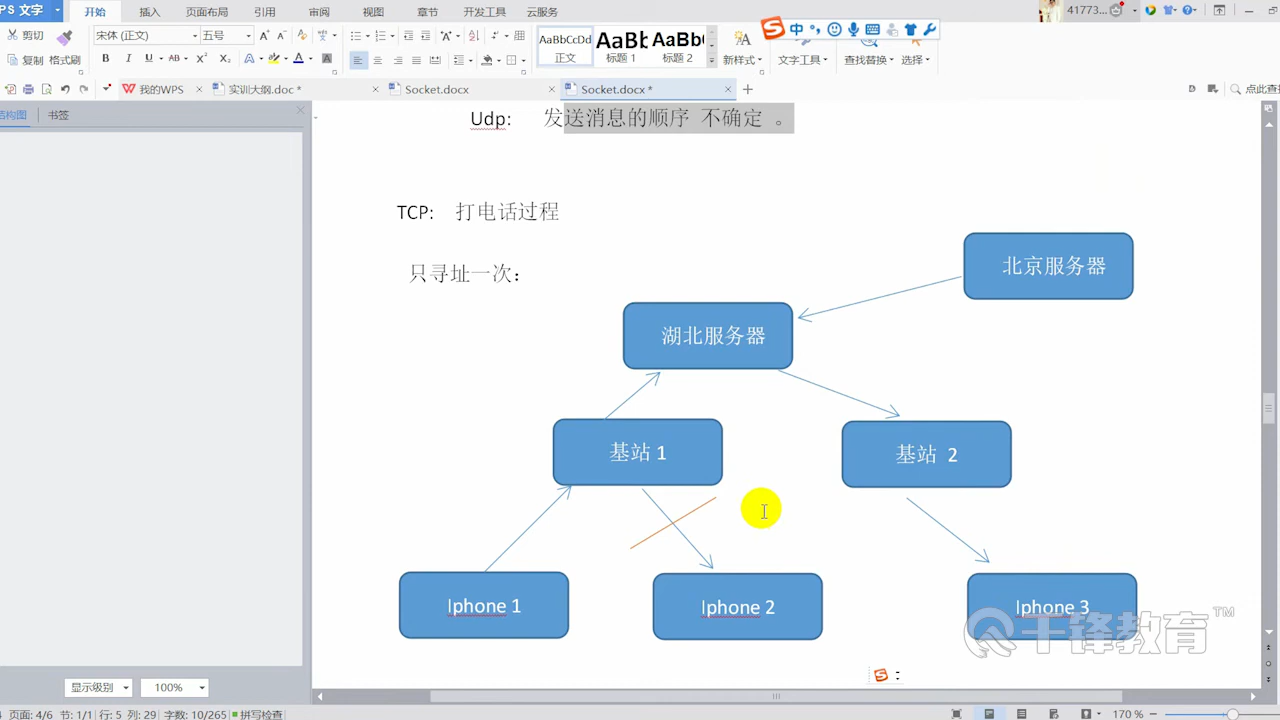 PS 文字
开始
插入
页面布局
引用
审阅
视图
章节
开发工具
云服务
41773...
剪切
复制
格式刷
宋体 (正文)
五号
AaBbCcDd
正文
AaBb
标题 1
AaBb
标题 2
新样式
文字工具
查找替换
选择
中
我的WPS
实训大纲.doc *
Socket.docx
Socket.docx *
点此查
结构图
书签
Udp: 发送消息的顺序 不确定 。
TCP: 打电话过程
只寻址一次：
北京服务器
湖北服务器
基站 1
基站 2
Iphone 1
Iphone 2
Iphone 3
千锋教育™
显示级别
100%
页面: 4/6 节: 1/1 行: 5 列: 29 字数: 10/265 拼写检查
170 %